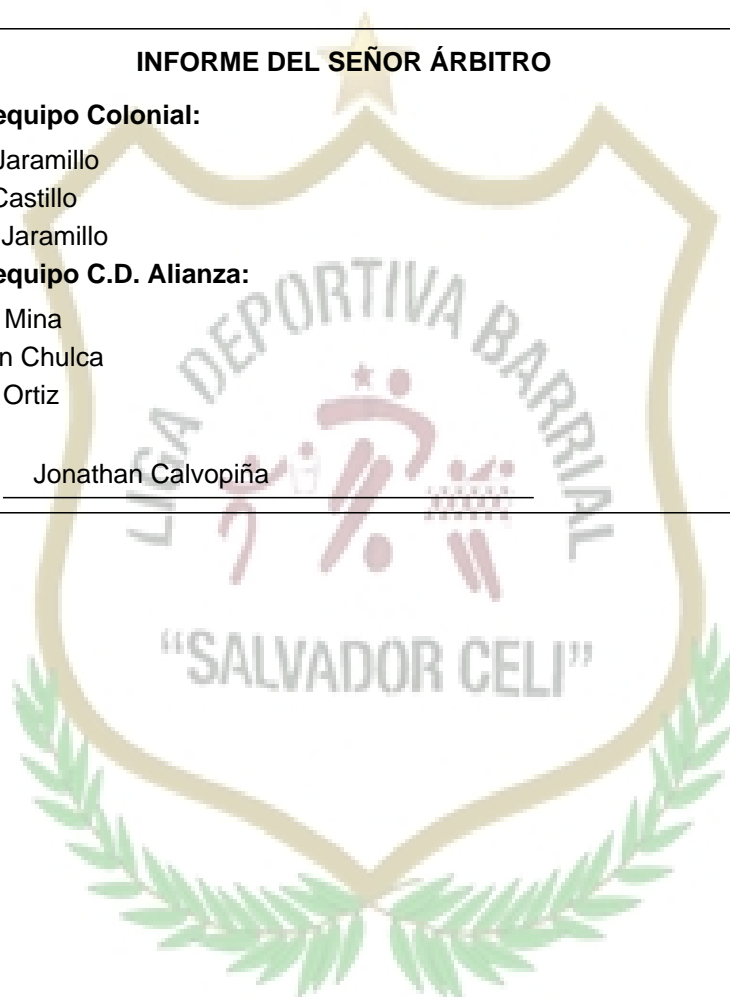 INFORME DEL SEÑOR ÁRBITRO
equipo Colonial:
Jaramillo
Castillo
Jaramillo
equipo C.D. Alianza:
Mina
n Chulca
Ortiz
Jonathan Calvopiña
LIGA DEPORTIVA BARRIAL
“SALVADOR CELI”